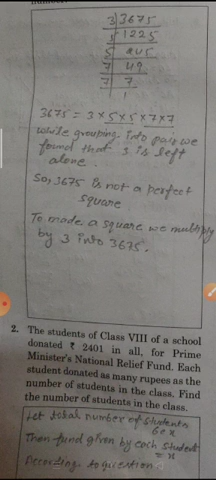 3 | 3675
5 | 1225
5 | 245
7 | 49
7 | 7
1
3675 = 3×5×5×7×7
while grouping into pair we
found that 3 is left
alone.
So, 3675 is not a perfect
square
To made a square we multiply
by 3 into 3675.
2. The students of Class VIII of a school
donated ₹ 2401 in all, for Prime
Minister's National Relief Fund. Each
student donated as many rupees as the
number of students in the class. Find
the number of students in the class.
Let total number of students
be x
Then fund given by each student
= x
According to question